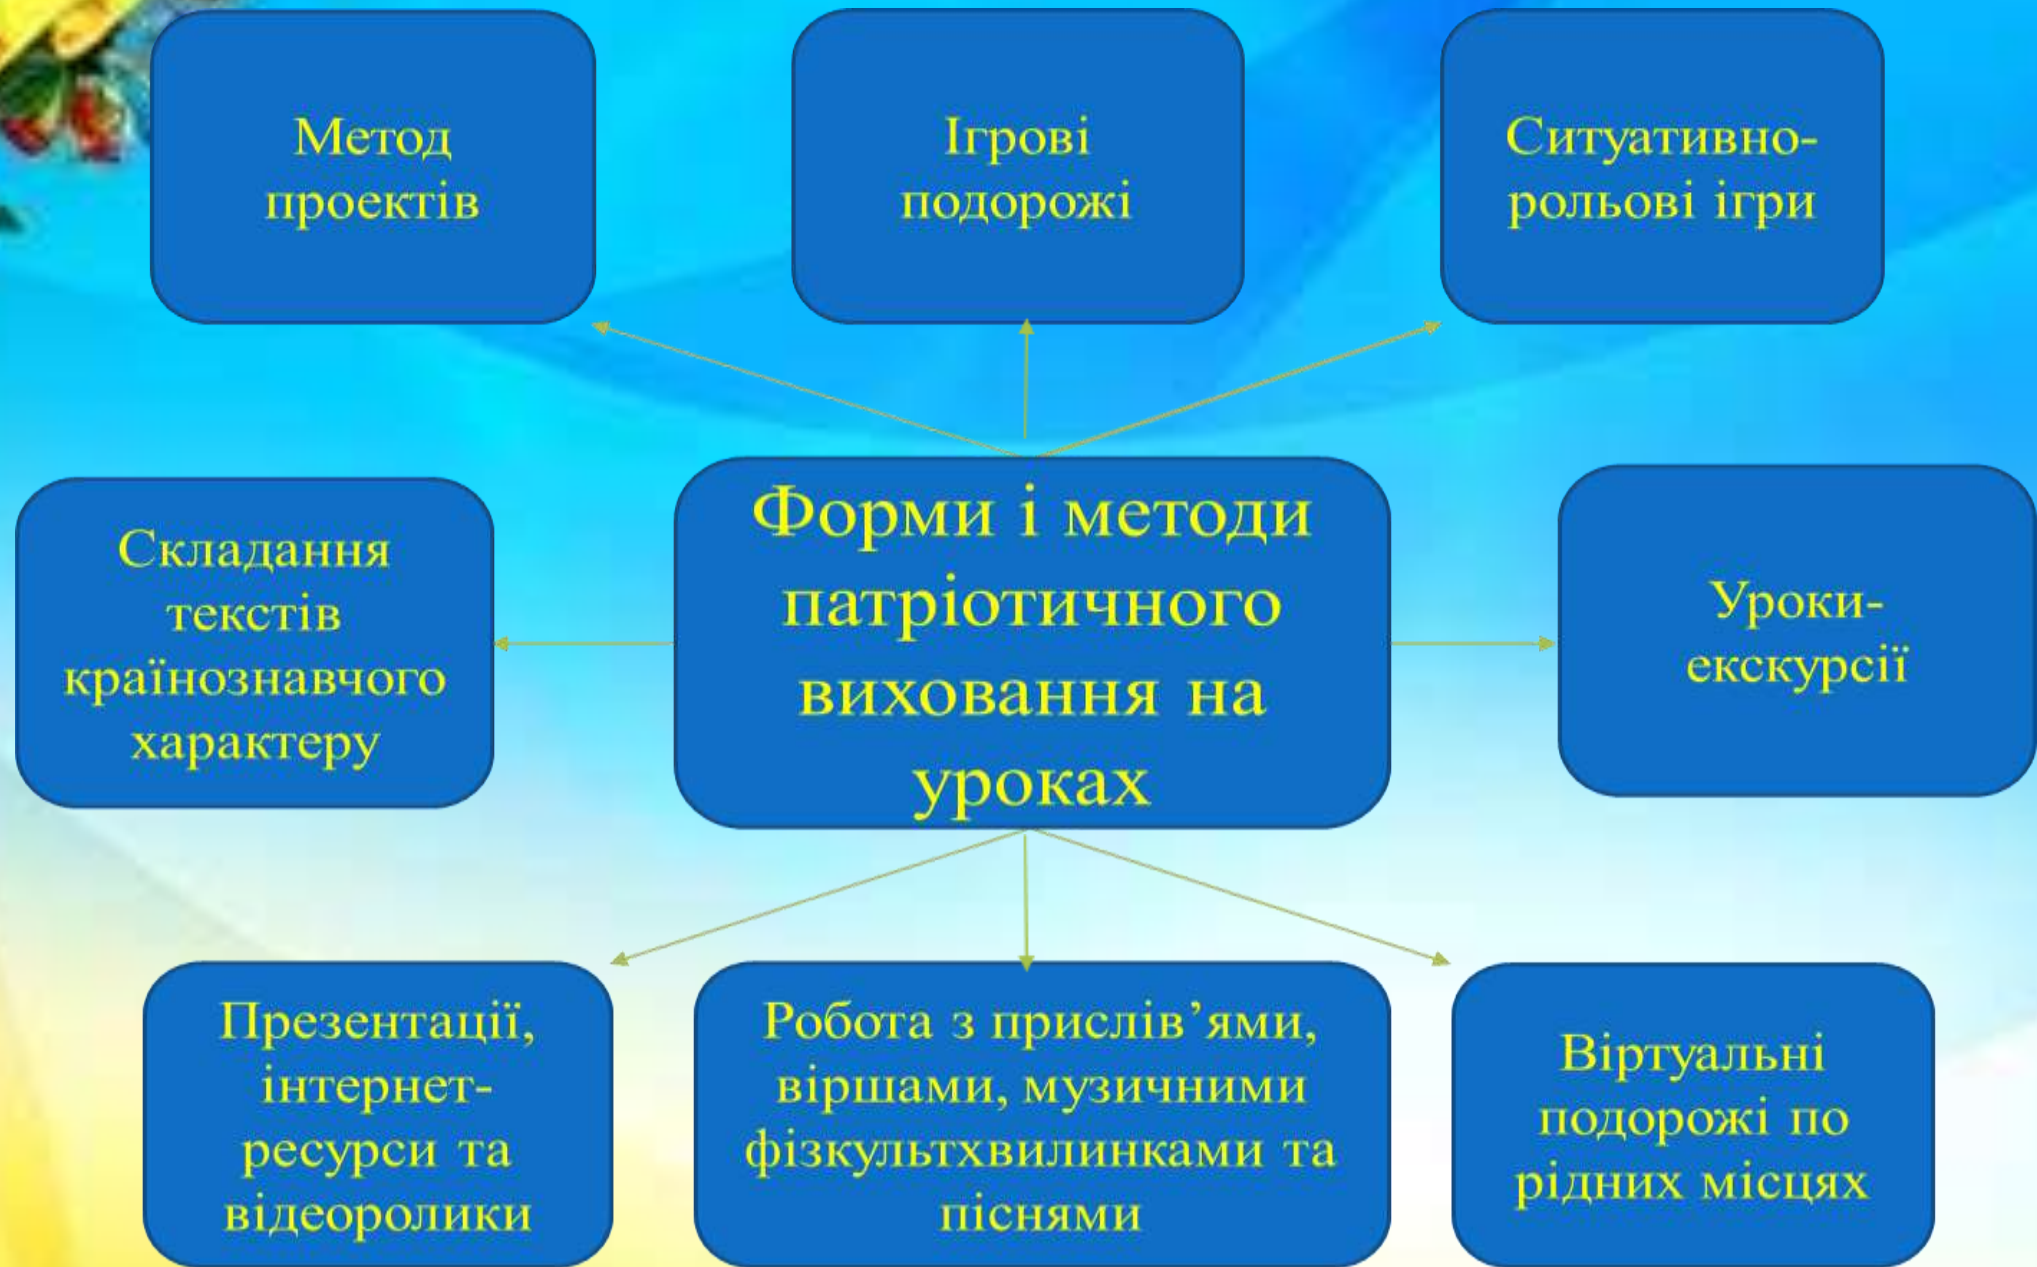 Метод
проектів
Ігрові
подорожі
Ситуативно-
рольові ігри
Складання
текстів
країнознавчого
характеру
Форми і методи
патріотичного
виховання на
уроках
Уроки-
екскурсії
Презентації,
інтернет-
ресурси та
відеоролики
Робота з прислів’ями,
віршами, музичними
фізкультхвилинками та
піснями
Віртуальні
подорожі по
рідних місцях